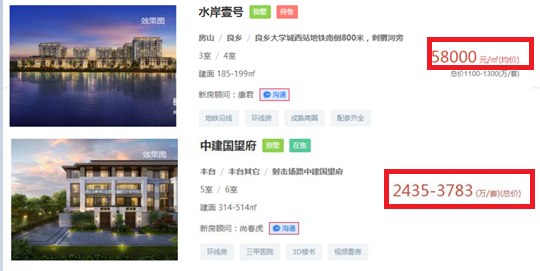 效果图
水岸壹号 别墅 待售
房山 / 良乡 / 良乡大学城西站地铁南侧800米，刺猬河旁
3室 / 4室
58000 元/㎡(均价)
建面 185-199㎡
总价1100-1300(万/套)
新房顾问：唐君 沟通
地铁沿线 环线房 成熟商圈 配套齐全
效果图
中建国望府 别墅 在售
丰台 / 丰台其它 / 射击场路中建国望府
5室 / 6室
2435-3783 (万/套)(总价)
建面 314-514㎡
新房顾问：尚春虎 沟通
环线房 三甲医院 3D楼书 视频看房